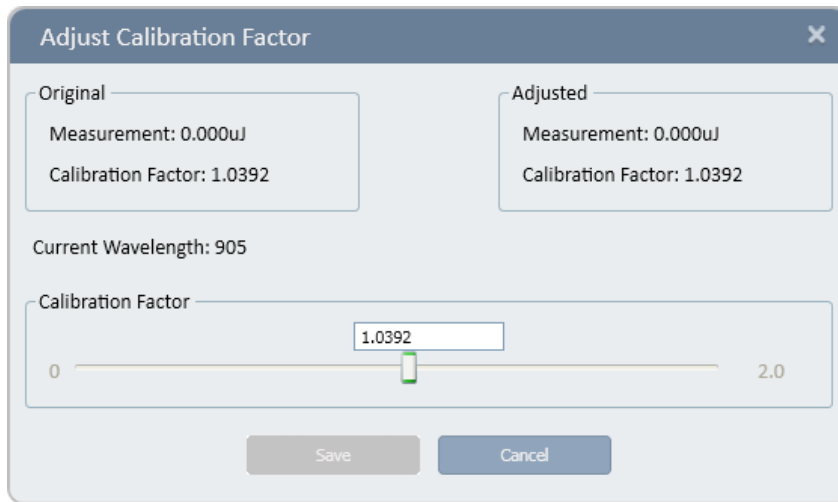 Adjust Calibration Factor
Original
Measurement: 0.000uJ
Calibration Factor: 1.0392
Adjusted
Measurement: 0.000uJ
Calibration Factor: 1.0392
Current Wavelength: 905
Calibration Factor
1.0392
0
2.0
Save
Cancel